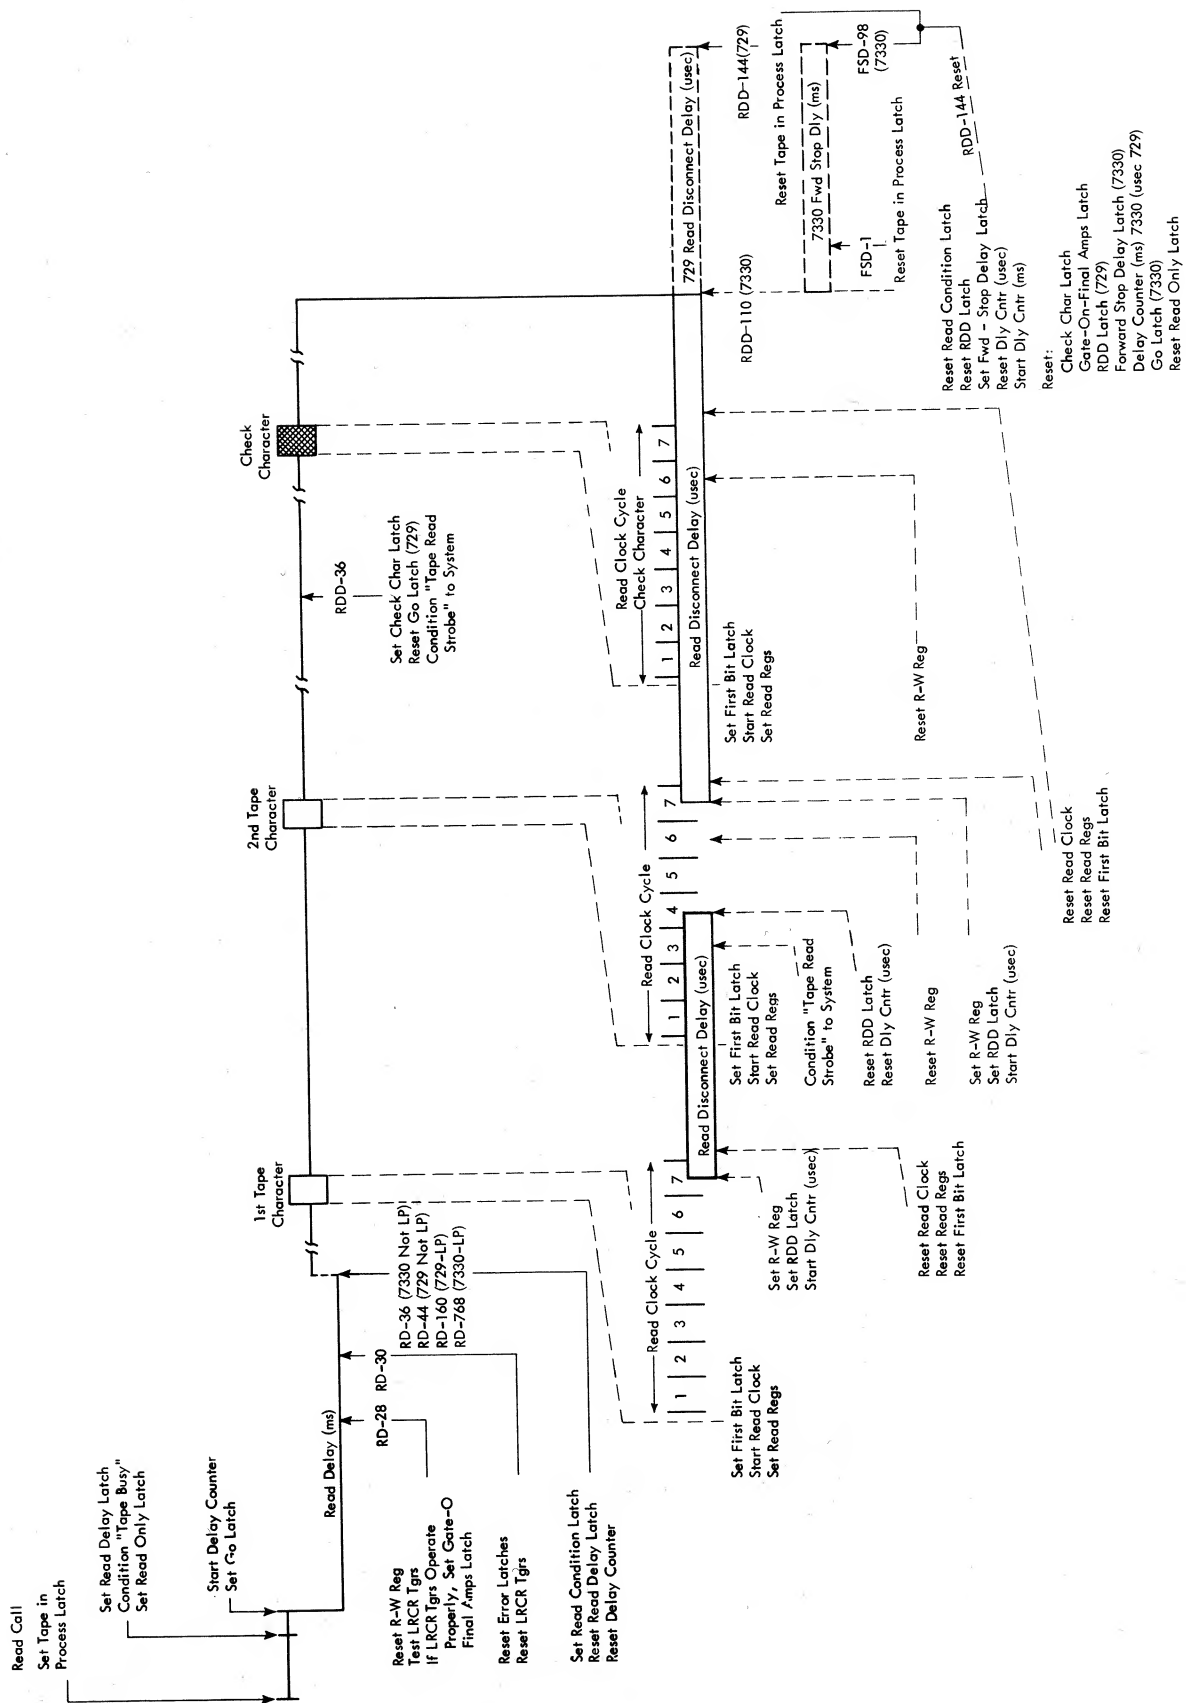 Read Call
Set Tape in
Process Latch
Set Read Delay Latch
Condition "Tape Busy"
Set Read Only Latch
Start Delay Counter
Set Go Latch
Read Delay (ms)
RD-28
RD-30
RD-36 (7330 Not LP)
RD-44 (729 Not LP)
RD-160 (729-LP)
RD-768 (7330-LP)
Reset R-W Reg
Test LRCR Tgrs
If LRCR Tgrs Operate
Properly, Set Gate-O
Final Amps Latch
Reset Error Latches
Reset LRCR Tgrs
Set Read Condition Latch
Reset Read Delay Latch
Reset Delay Counter
1st Tape
Character
2nd Tape
Character
Check
Character
RDD-36
Set Check Char Latch
Reset Go Latch (729)
Condition "Tape Read
Strobe" to System
Read Clock Cycle
1 2 3 4 5 6 7
Set First Bit Latch
Start Read Clock
Set Read Regs
Set R-W Reg
Set RDD Latch
Start Dly Cntr (usec)
Reset Read Clock
Reset Read Regs
Reset First Bit Latch
Read Disconnect Delay (usec)
Read Clock Cycle
1 2 3 4 5 6 7
Set First Bit Latch
Start Read Clock
Set Read Regs
Condition "Tape Read
Strobe" to System
Reset RDD Latch
Reset Dly Cntr (usec)
Reset R-W Reg
Set R-W Reg
Set RDD Latch
Start Dly Cntr (usec)
Reset Read Clock
Reset Read Regs
Reset First Bit Latch
Read Clock Cycle
Check Character
1 2 3 4 5 6 7
Read Disconnect Delay (usec)
Set First Bit Latch
Start Read Clock
Set Read Regs
Reset R-W Reg
729 Read Disconnect Delay (usec)
RDD-110 (7330)
RDD-144(729)
Reset Tape in Process Latch
7330 Fwd Stop Dly (ms)
FSD-1
FSD-98
(7330)
Reset Tape in Process Latch
Reset Read Condition Latch
Reset RDD Latch
Set Fwd - Stop Delay Latch
Reset Dly Cntr (usec)
Start Dly Cntr (ms)
RDD-144 Reset
Reset:
Check Char Latch
Gate-On-Final Amps Latch
RDD Latch (729)
Forward Stop Delay Latch (7330)
Delay Counter (ms) 7330 (usec 729)
Go Latch (7330)
Reset Read Only Latch